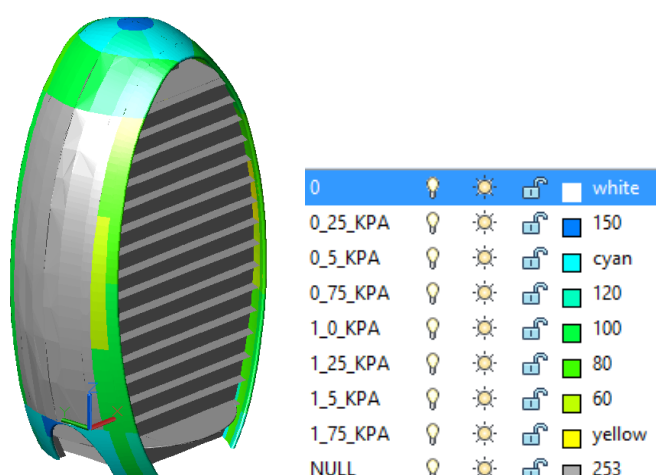 0 white
0_25_KPA 150
0_5_KPA cyan
0_75_KPA 120
1_0_KPA 100
1_25_KPA 80
1_5_KPA 60
1_75_KPA yellow
NULL 253